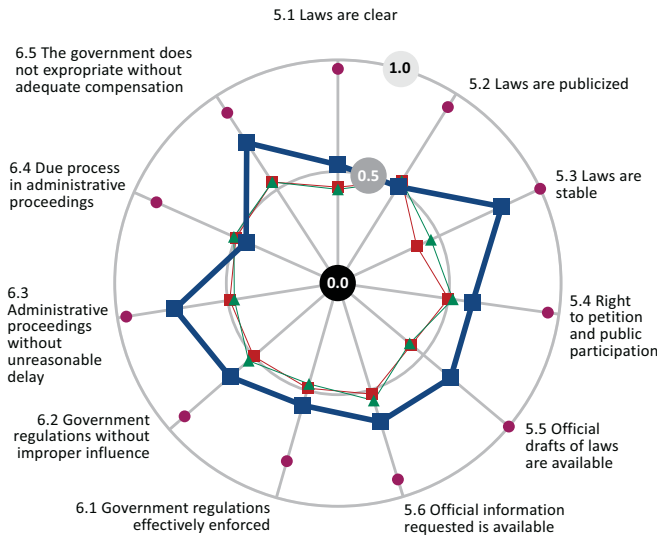 5.1 Laws are clear
1.0
5.2 Laws are publicized
0.5
5.3 Laws are
stable
0.0
5.4 Right
to petition
and public
participation
5.5 Official
drafts of laws
are available
5.6 Official information
requested is available
6.1 Government regulations
effectively enforced
6.2 Government
regulations without
improper influence
6.3
Administrative
proceedings
without
unreasonable
delay
6.4 Due process
in administrative
proceedings
6.5 The government does
not expropriate without
adequate compensation